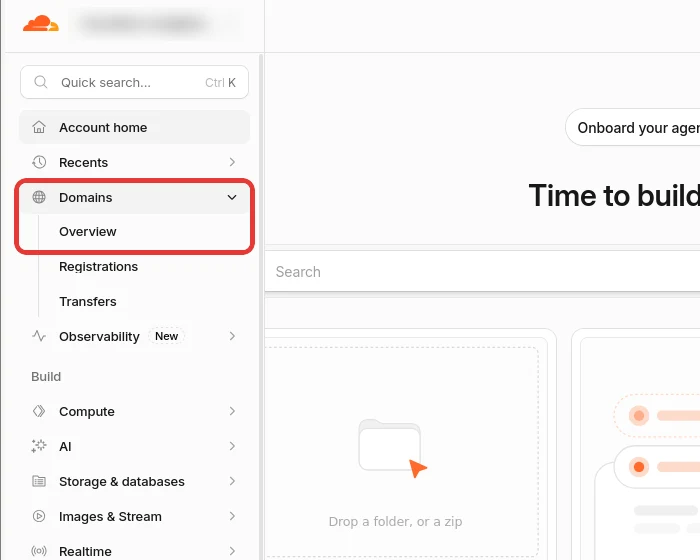 Quick search... Ctrl K
Account home
Recents
Domains
Overview
Registrations
Transfers
Observability New
Build
Compute
AI
Storage & databases
Images & Stream
Realtime
Onboard your agen
Time to build
Search
Drop a folder, or a zip